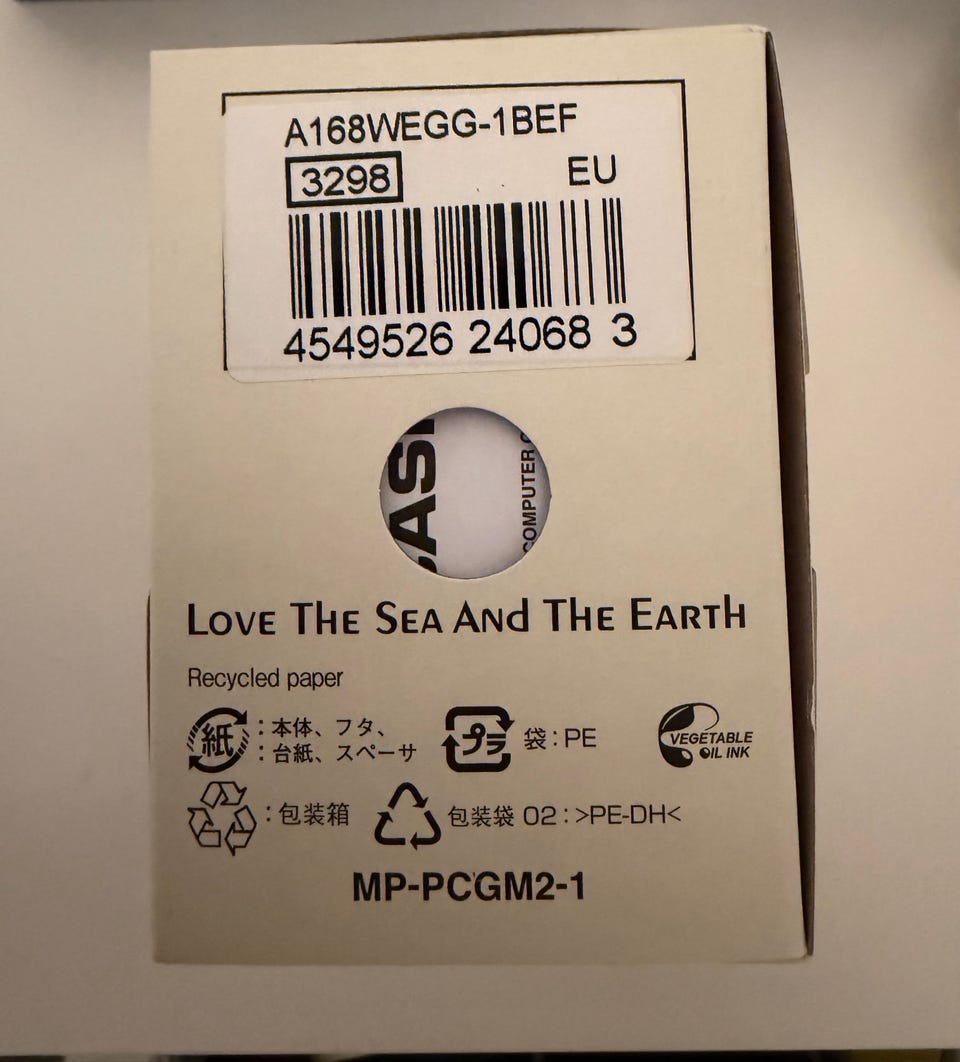 A168WEGG-1BEF
3298 EU
4549526 24068 3
CASI
COMPUTER C
LOVE THE SEA AND THE EARTH
Recycled paper
紙 : 本体、フタ、
: 台紙、スペーサ
プラ 袋 : PE
VEGETABLE
OIL INK
: 包装箱
包装袋 02 : >PE-DH<
MP-PCGM2-1